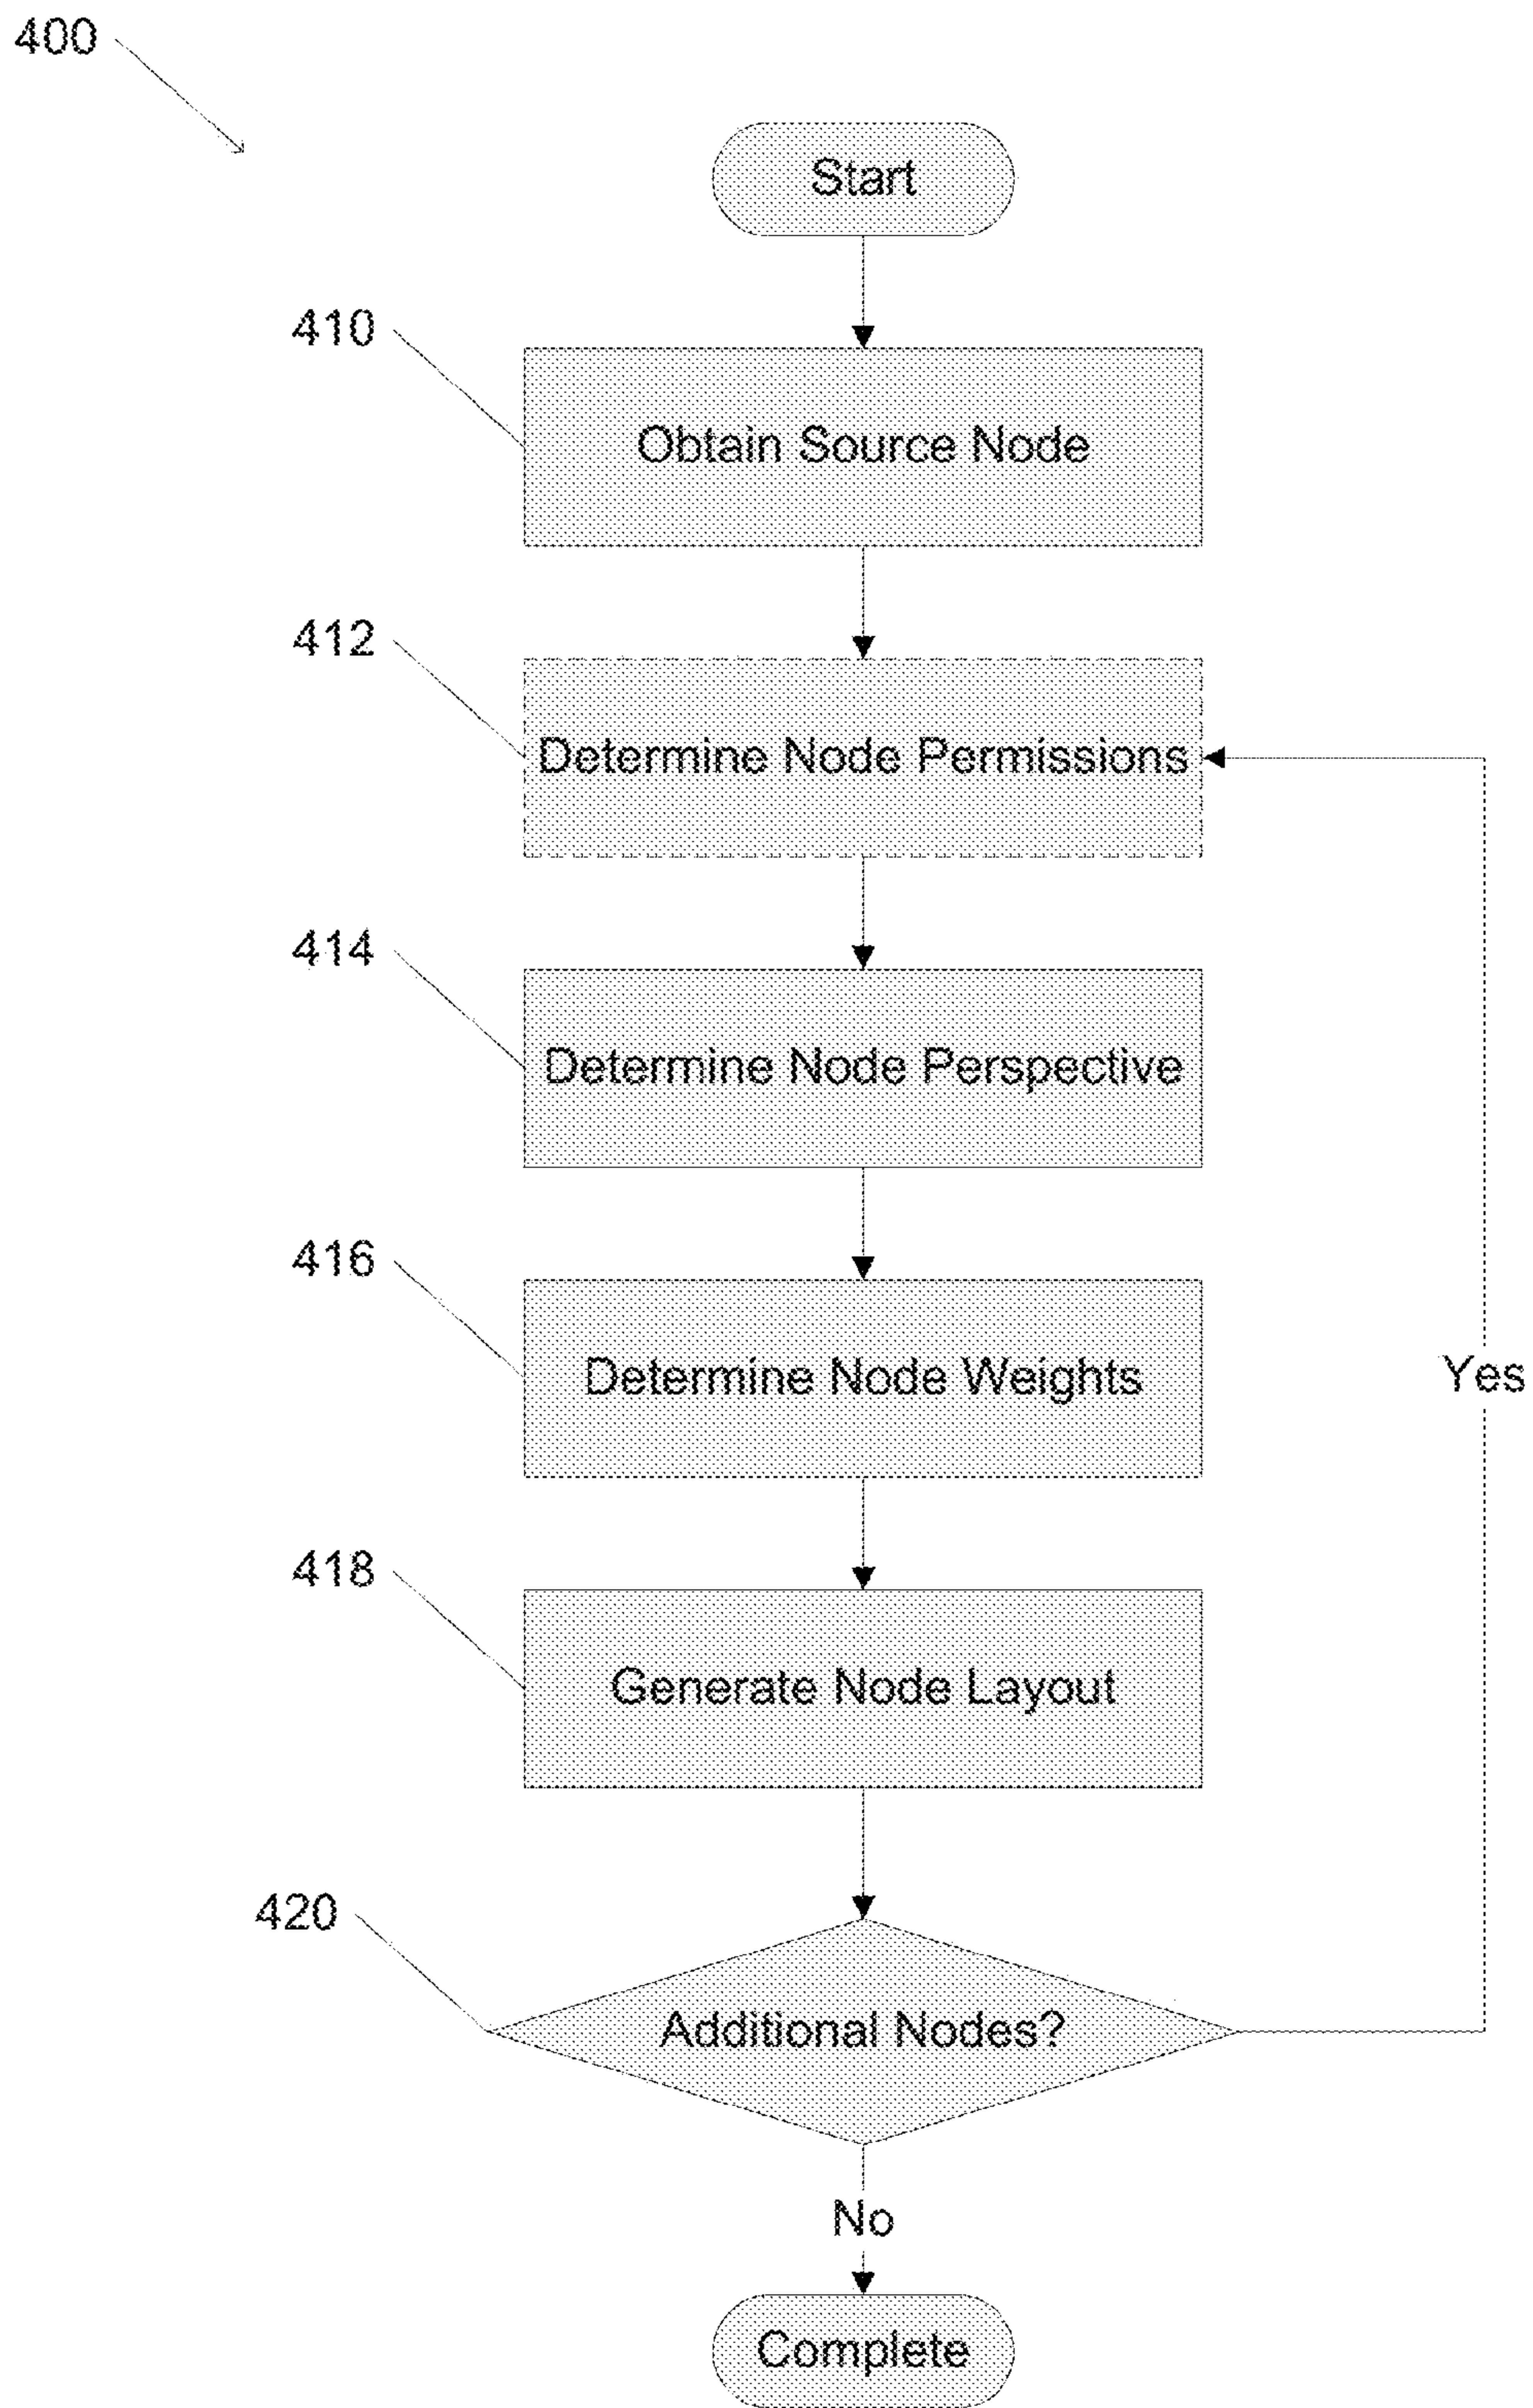 400
Start
410
Obtain Source Node
412
Determine Node Permissions
414
Determine Node Perspective
416
Determine Node Weights
Yes
418
Generate Node Layout
420
Additional Nodes?
No
Complete